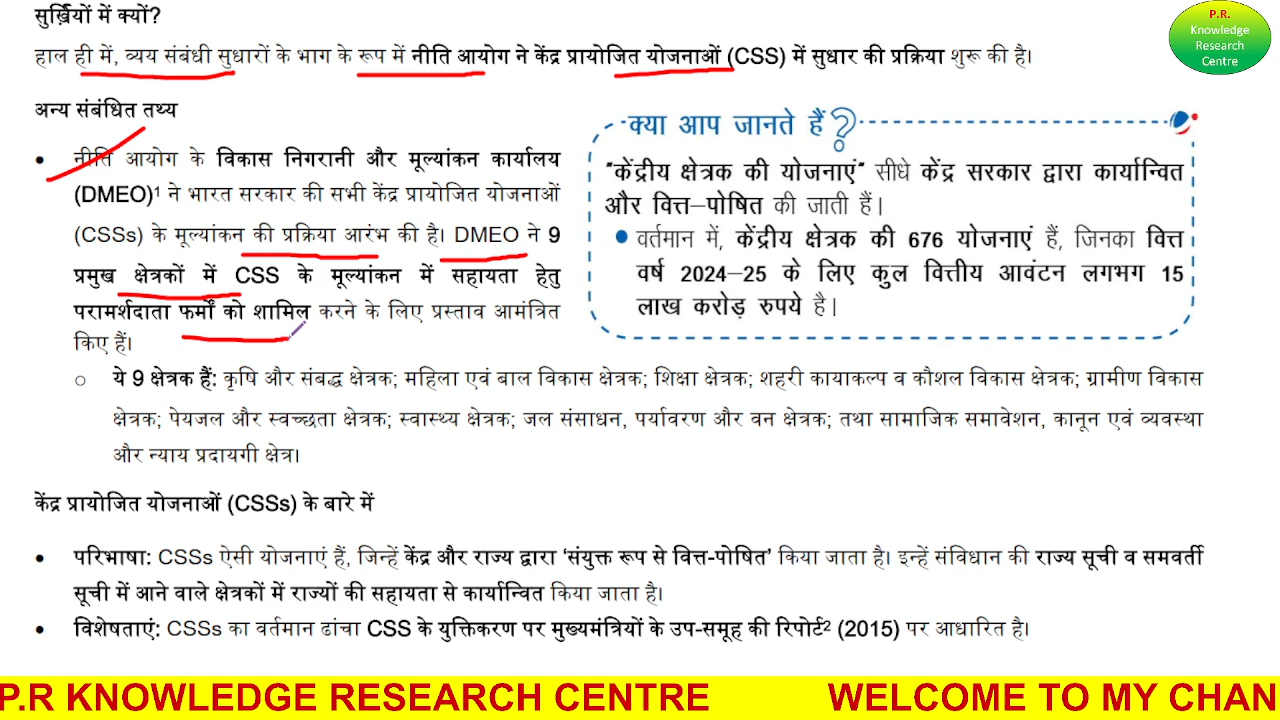 सुर्ख़ियों में क्यों?
हाल ही में, व्यय संबंधी सुधारों के भाग के रूप में नीति आयोग ने केंद्र प्रायोजित योजनाओं (CSS) में सुधार की प्रक्रिया शुरू की है।
P.R.
Knowledge
Research
Centre
अन्य संबंधित तथ्य
• नीति आयोग के विकास निगरानी और मूल्यांकन कार्यालय
(DMEO)¹ ने भारत सरकार की सभी केंद्र प्रायोजित योजनाओं
(CSSs) के मूल्यांकन की प्रक्रिया आरंभ की है। DMEO ने 9
प्रमुख क्षेत्रकों में CSS के मूल्यांकन में सहायता हेतु
परामर्शदाता फर्मों को शामिल करने के लिए प्रस्ताव आमंत्रित
किए हैं।
क्या आप जानते हैं?
"केंद्रीय क्षेत्रक की योजनाएं" सीधे केंद्र सरकार द्वारा कार्यान्वित
और वित्त-पोषित की जाती हैं।
• वर्तमान में, केंद्रीय क्षेत्रक की 676 योजनाएं हैं, जिनका वित्त
वर्ष 2024-25 के लिए कुल वित्तीय आवंटन लगभग 15
लाख करोड़ रुपये है।
○ ये 9 क्षेत्रक हैं: कृषि और संबद्ध क्षेत्रक; महिला एवं बाल विकास क्षेत्रक; शिक्षा क्षेत्रक; शहरी कायाकल्प व कौशल विकास क्षेत्रक; ग्रामीण विकास
क्षेत्रक; पेयजल और स्वच्छता क्षेत्रक; स्वास्थ्य क्षेत्रक; जल संसाधन, पर्यावरण और वन क्षेत्रक; तथा सामाजिक समावेशन, कानून एवं व्यवस्था
और न्याय प्रदायगी क्षेत्र।
केंद्र प्रायोजित योजनाओं (CSSs) के बारे में
• परिभाषा: CSSs ऐसी योजनाएं हैं, जिन्हें केंद्र और राज्य द्वारा ‘संयुक्त रूप से वित्त-पोषित’ किया जाता है। इन्हें संविधान की राज्य सूची व समवर्ती
सूची में आने वाले क्षेत्रकों में राज्यों की सहायता से कार्यान्वित किया जाता है।
• विशेषताएं: CSSs का वर्तमान ढांचा CSS के युक्तिकरण पर मुख्यमंत्रियों के उप-समूह की रिपोर्ट² (2015) पर आधारित है।
P.R KNOWLEDGE RESEARCH CENTRE WELCOME TO MY CHAN